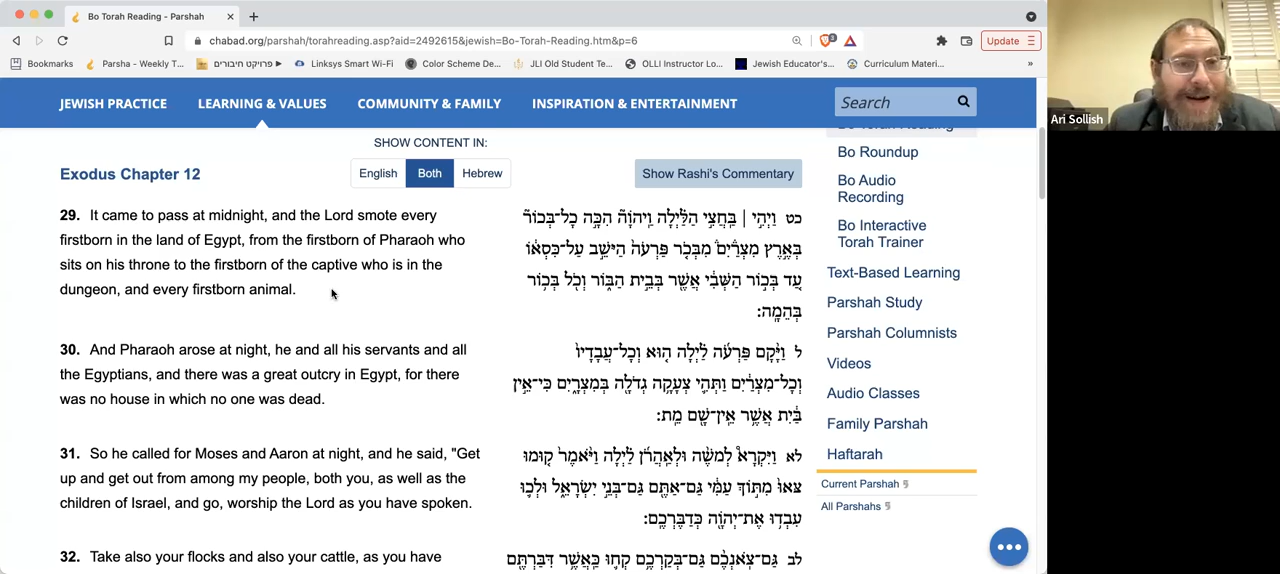 Bo Torah Reading - Parshah
chabad.org/parshah/torahreading.asp?aid=2492615&jewish=Bo-Torah-Reading.htm&p=6
3
Update
Bookmarks
Parsha - Weekly T...
פרויקט חיבורים
Linksys Smart Wi-Fi
Color Scheme De...
JLI Old Student Te...
OLLI Instructor Lo...
Jewish Educator's...
Curriculum Materi...
»
JEWISH PRACTICE
LEARNING & VALUES
COMMUNITY & FAMILY
INSPIRATION & ENTERTAINMENT
Search
Ari Sollish
SHOW CONTENT IN:
Exodus Chapter 12
English
Both
Hebrew
Show Rashi's Commentary
29. It came to pass at midnight, and the Lord smote every
firstborn in the land of Egypt, from the firstborn of Pharaoh who
sits on his throne to the firstborn of the captive who is in the
dungeon, and every firstborn animal.
כט וַיְהִ֣י | בַּֽחֲצִ֣י הַלַּ֗יְלָה וַֽיהֹוָה֘ הִכָּ֣ה כָל־בְּכוֹר֘
בְּאֶ֣רֶץ מִצְרַ֒יִם֒ מִבְּכֹ֤ר פַּרְעֹה֙ הַיּשֵׁ֣ב עַל־כִּסְא֔וֹ
עַ֚ד בְּכ֣וֹר הַשְּׁבִ֔י אֲשֶׁ֖ר בְּבֵ֣ית הַבּ֑וֹר וְכֹ֖ל בְּכ֥וֹר
בְּהֵמָֽה:
30. And Pharaoh arose at night, he and all his servants and all
the Egyptians, and there was a great outcry in Egypt, for there
was no house in which no one was dead.
ל וַיָּ֨קָם פַּרְעֹ֜ה לַ֗יְלָה ה֤וּא וְכָל־עֲבָדָיו֙
וְכָל־מִצְרַ֔יִם וַתְּהִ֛י צְעָקָ֥ה גְדֹלָ֖ה בְּמִצְרָ֑יִם כִּי־אֵ֣ין
בַּ֔יִת אֲשֶׁ֥ר אֵֽין־שָׁ֖ם מֵֽת:
31. So he called for Moses and Aaron at night, and he said, "Get
up and get out from among my people, both you, as well as the
children of Israel, and go, worship the Lord as you have spoken.
לא וַיִּקְרָא֩ לְמשֶׁ֨ה וּלְאַֽהֲרֹ֜ן לַ֗יְלָה וַיֹּ֨אמֶר֙ ק֤וּמוּ
צְּאוּ֙ מִתּ֣וֹךְ עַמִּ֔י גַּם־אַתֶּ֖ם גַּם־בְּנֵ֣י יִשְׂרָאֵ֑ל וּלְכ֛וּ
עִבְד֥וּ אֶת־יְהֹוָ֖ה כְּדַבֶּרְכֶֽם:
32. Take also your flocks and also your cattle, as you have
לב גַּם־צֹֽאנְכֶ֨ם גַּם־בְּקַרְכֶ֥ם קְח֛וּ כַּֽאֲשֶׁ֥ר דִּבַּרְתֶּ֖ם
Bo Torah Reading
Bo Roundup
Bo Audio
Recording
Bo Interactive
Torah Trainer
Text-Based Learning
Parshah Study
Parshah Columnists
Videos
Audio Classes
Family Parshah
Haftarah
Current Parshah
All Parshahs